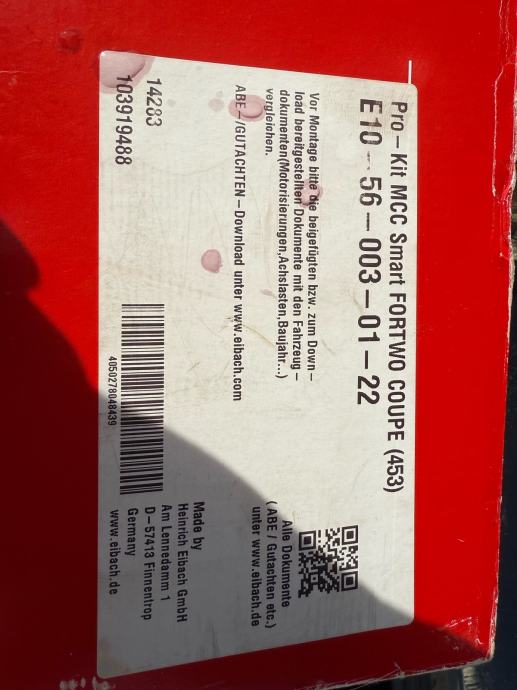 Pro-Kit MCC Smart FORTWO COUPE (453)
E10-56-003-01-22
Vor Montage bitte die beigefügten bzw. zum Down-
load bereitgestellten Dokumente mit den Fahrzeug-
dokumenten(Motorisierungen,Achslasten,Baujahr...)
vergleichen.
ABE-/GUTACHTEN-Download unter www.eibach.com
14283
103919488
4050278048439
Alle Dokumente
(ABE / Gutachten etc.)
unter www.eibach.de
Made by
Heinrich Eibach GmbH
Am Lennedamm 1
D-57413 Finnentrop
Germany
www.eibach.de